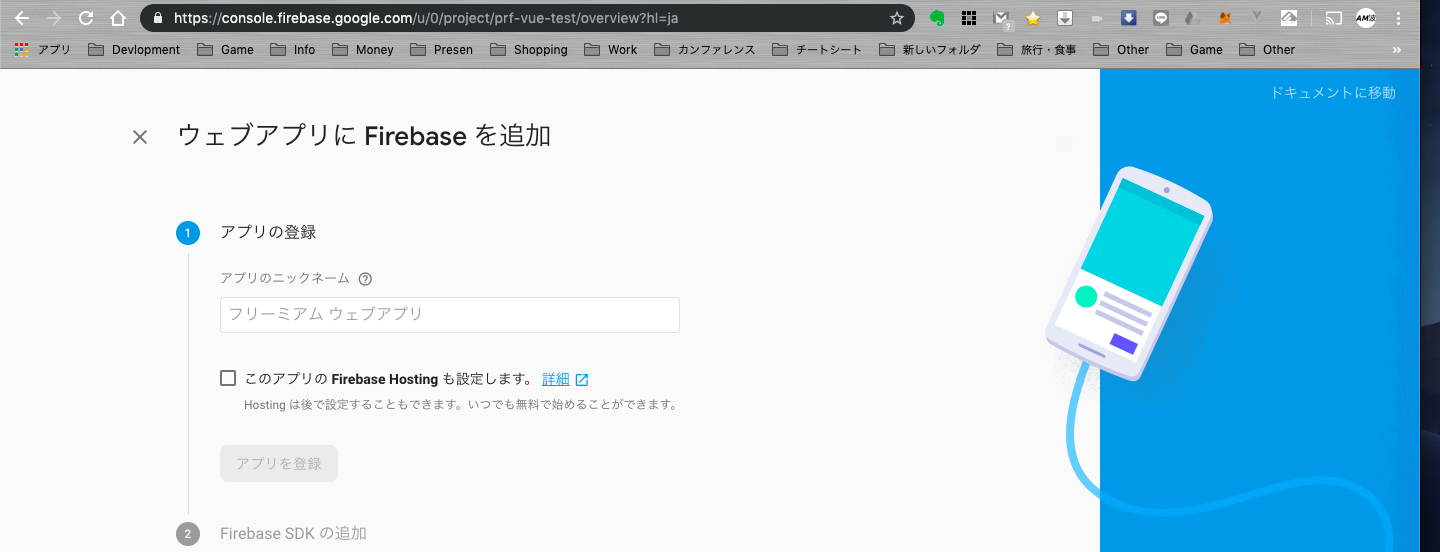 https://console.firebase.google.com/u/0/project/prf-vue-test/overview?hl=ja
アプリ Devlopment Game Info Money Presen Shopping Work カンファレンス チートシート 新しいフォルダ 旅行・食事 Other Game Other »
ドキュメントに移動
ウェブアプリに Firebase を追加
1 アプリの登録
アプリのニックネーム ?
フリーミアム ウェブアプリ
このアプリの Firebase Hosting も設定します。 詳細
Hosting は後で設定することもできます。いつでも無料で始めることができます。
アプリを登録
2 Firebase SDK の追加